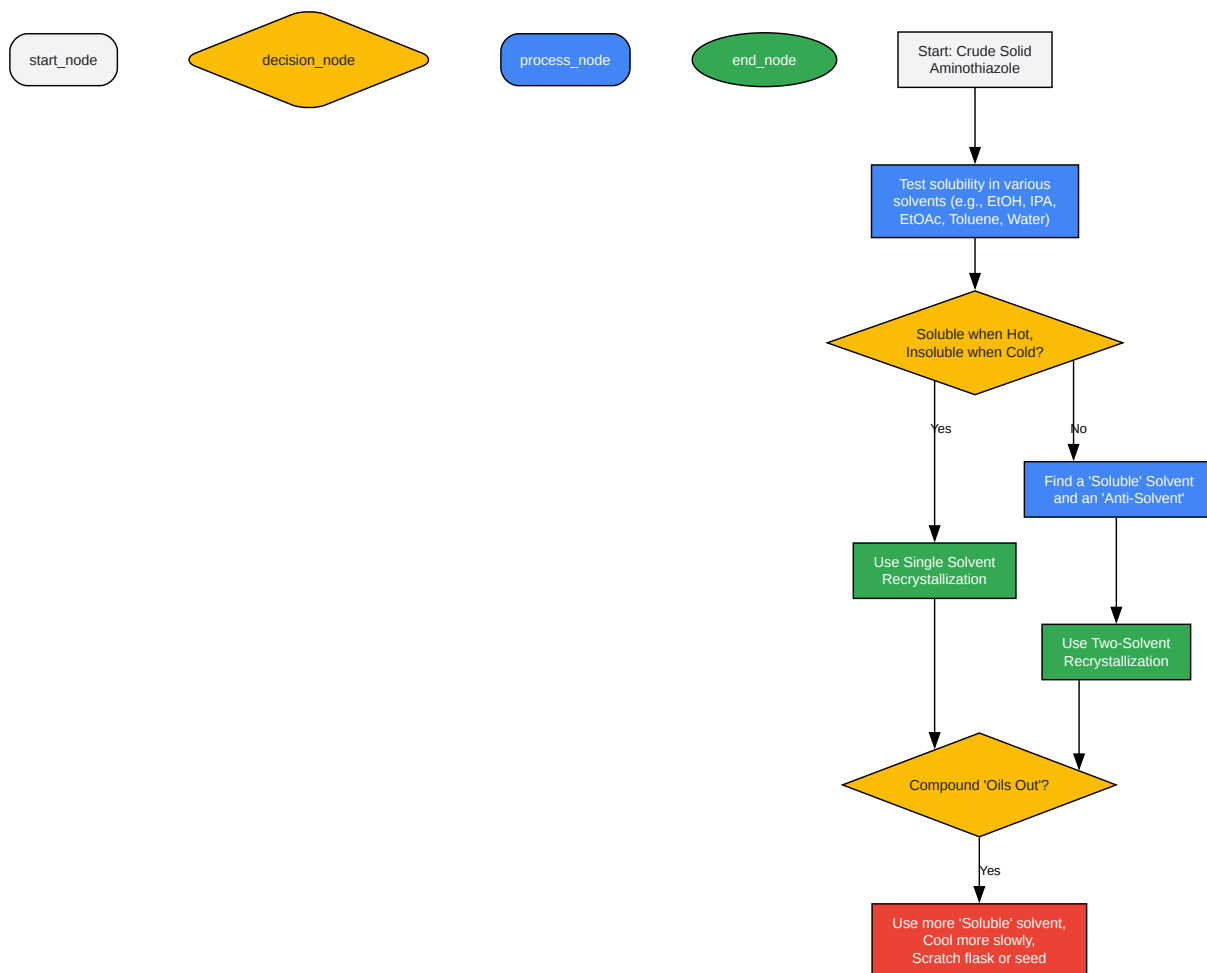 start_node
decision_node
process_node
end_node
Start: Crude Solid
Aminothiazole
Test solubility in various
solvents (e.g., EtOH, IPA,
EtOAc, Toluene, Water)
Soluble when Hot,
Insoluble when Cold?
Yes
No
Find a 'Soluble' Solvent
and an 'Anti-Solvent'
Use Single Solvent
Recrystallization
Use Two-Solvent
Recrystallization
Compound 'Oils Out'?
Yes
Use more 'Soluble' solvent,
Cool more slowly,
Scratch flask or seed